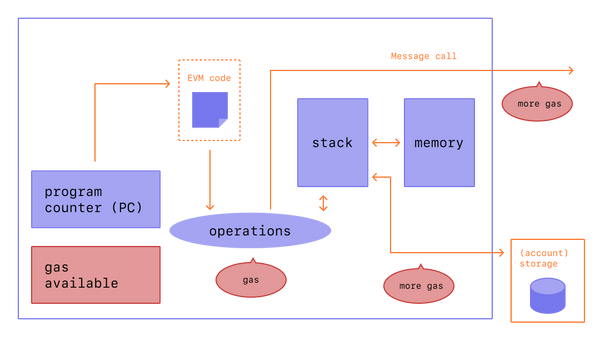 Message call
EVM code
more gas
stack
memory
program
counter (PC)
operations
(account)
storage
gas
available
gas
more gas